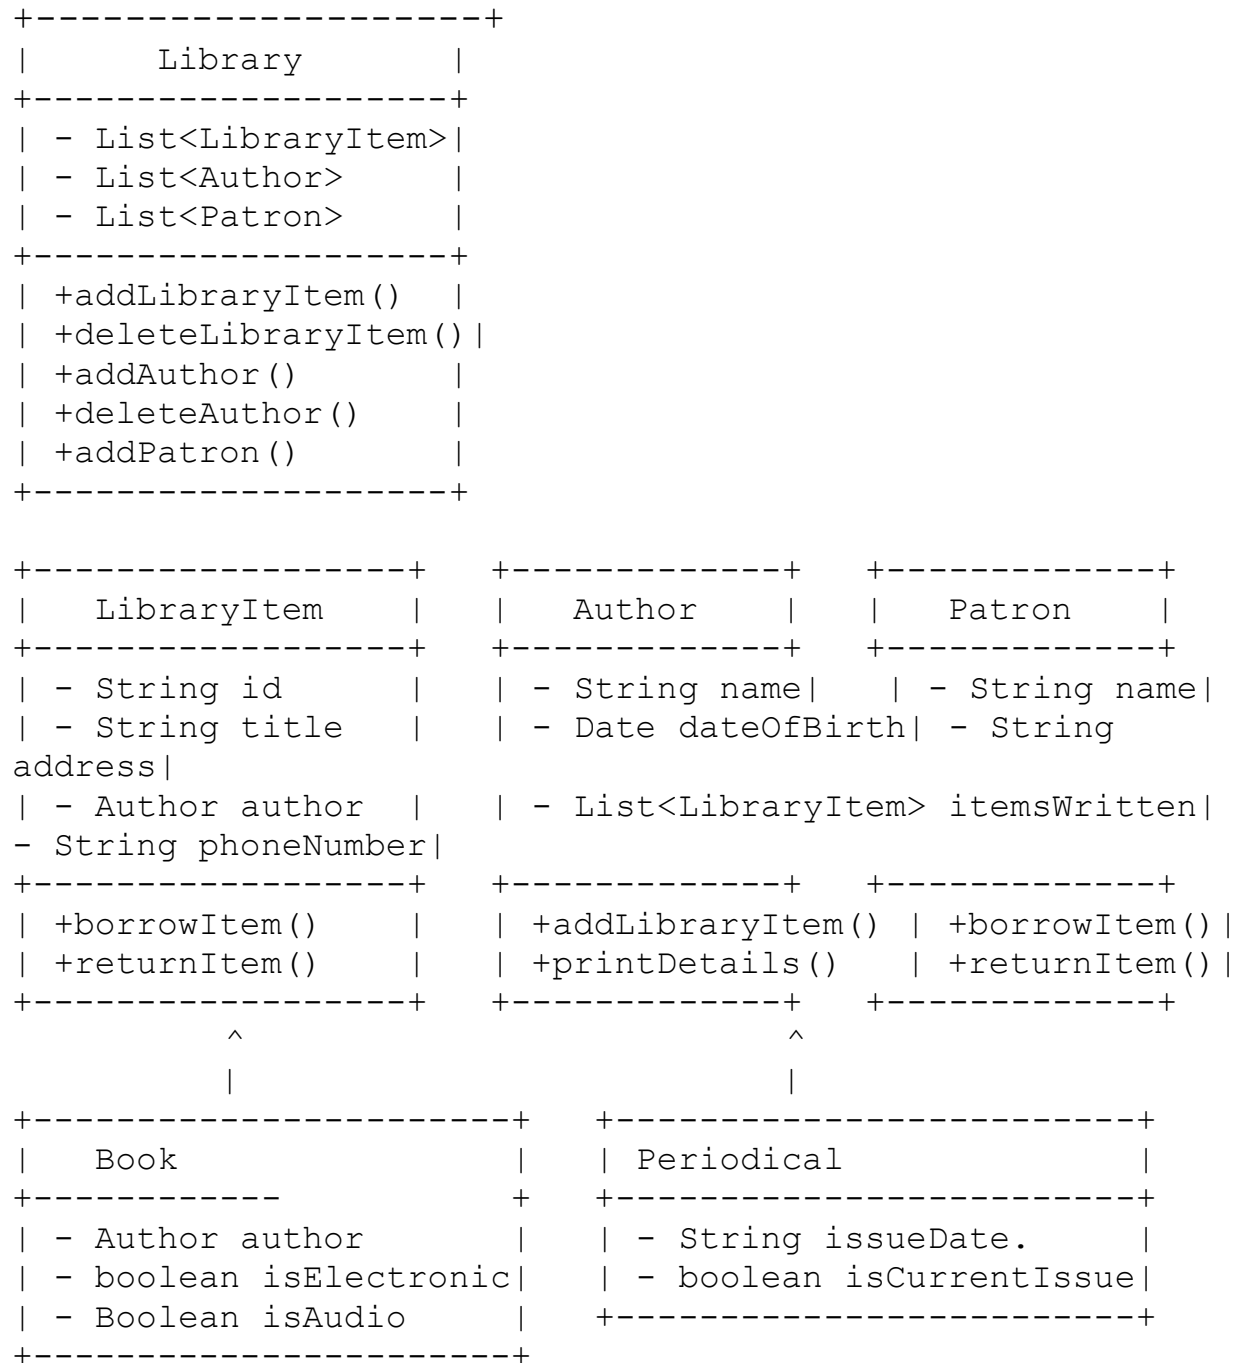 +-------------------+
|      Library      |
+-------------------+
| - List<LibraryItem>|
| - List<Author>    |
| - List<Patron>    |
+-------------------+
| +addLibraryItem() |
| +deleteLibraryItem()|
| +addAuthor()      |
| +deleteAuthor()   |
| +addPatron()      |
+-------------------+
+------------------+   +-------------+   +-------------+
|   LibraryItem    |   |   Author    |   |   Patron    |
+------------------+   +-------------+   +-------------+
| - String id      |   | - String name|   | - String name|
| - String title   |   | - Date dateOfBirth| - String
address|
| - Author author  |   | - List<LibraryItem> itemsWritten|
- String phoneNumber|
+------------------+   +-------------+   +-------------+
| +borrowItem()    |   | +addLibraryItem() | +borrowItem()|
| +returnItem()    |   | +printDetails()   | +returnItem()|
+------------------+   +-------------+   +-------------+
          ^                          ^
          |                          |
+-----------------------+   +-------------------------+
|   Book                |   | Periodical              |
+------------           +   +-------------------------+
| - Author author       |   | - String issueDate.     |
| - boolean isElectronic|   | - boolean isCurrentIssue|
| - Boolean isAudio     |   +-------------------------+
+-----------------------+